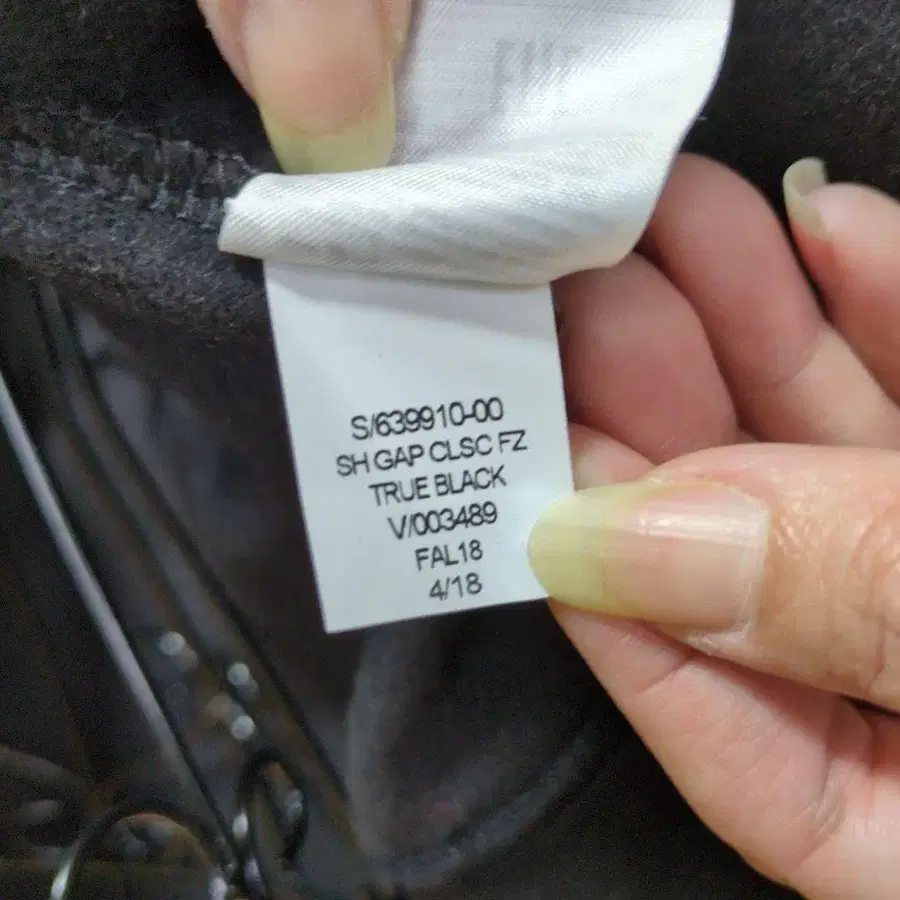 S/639910-00
SH GAP CLSC FZ
TRUE BLACK
V/003489
FAL18
4/18